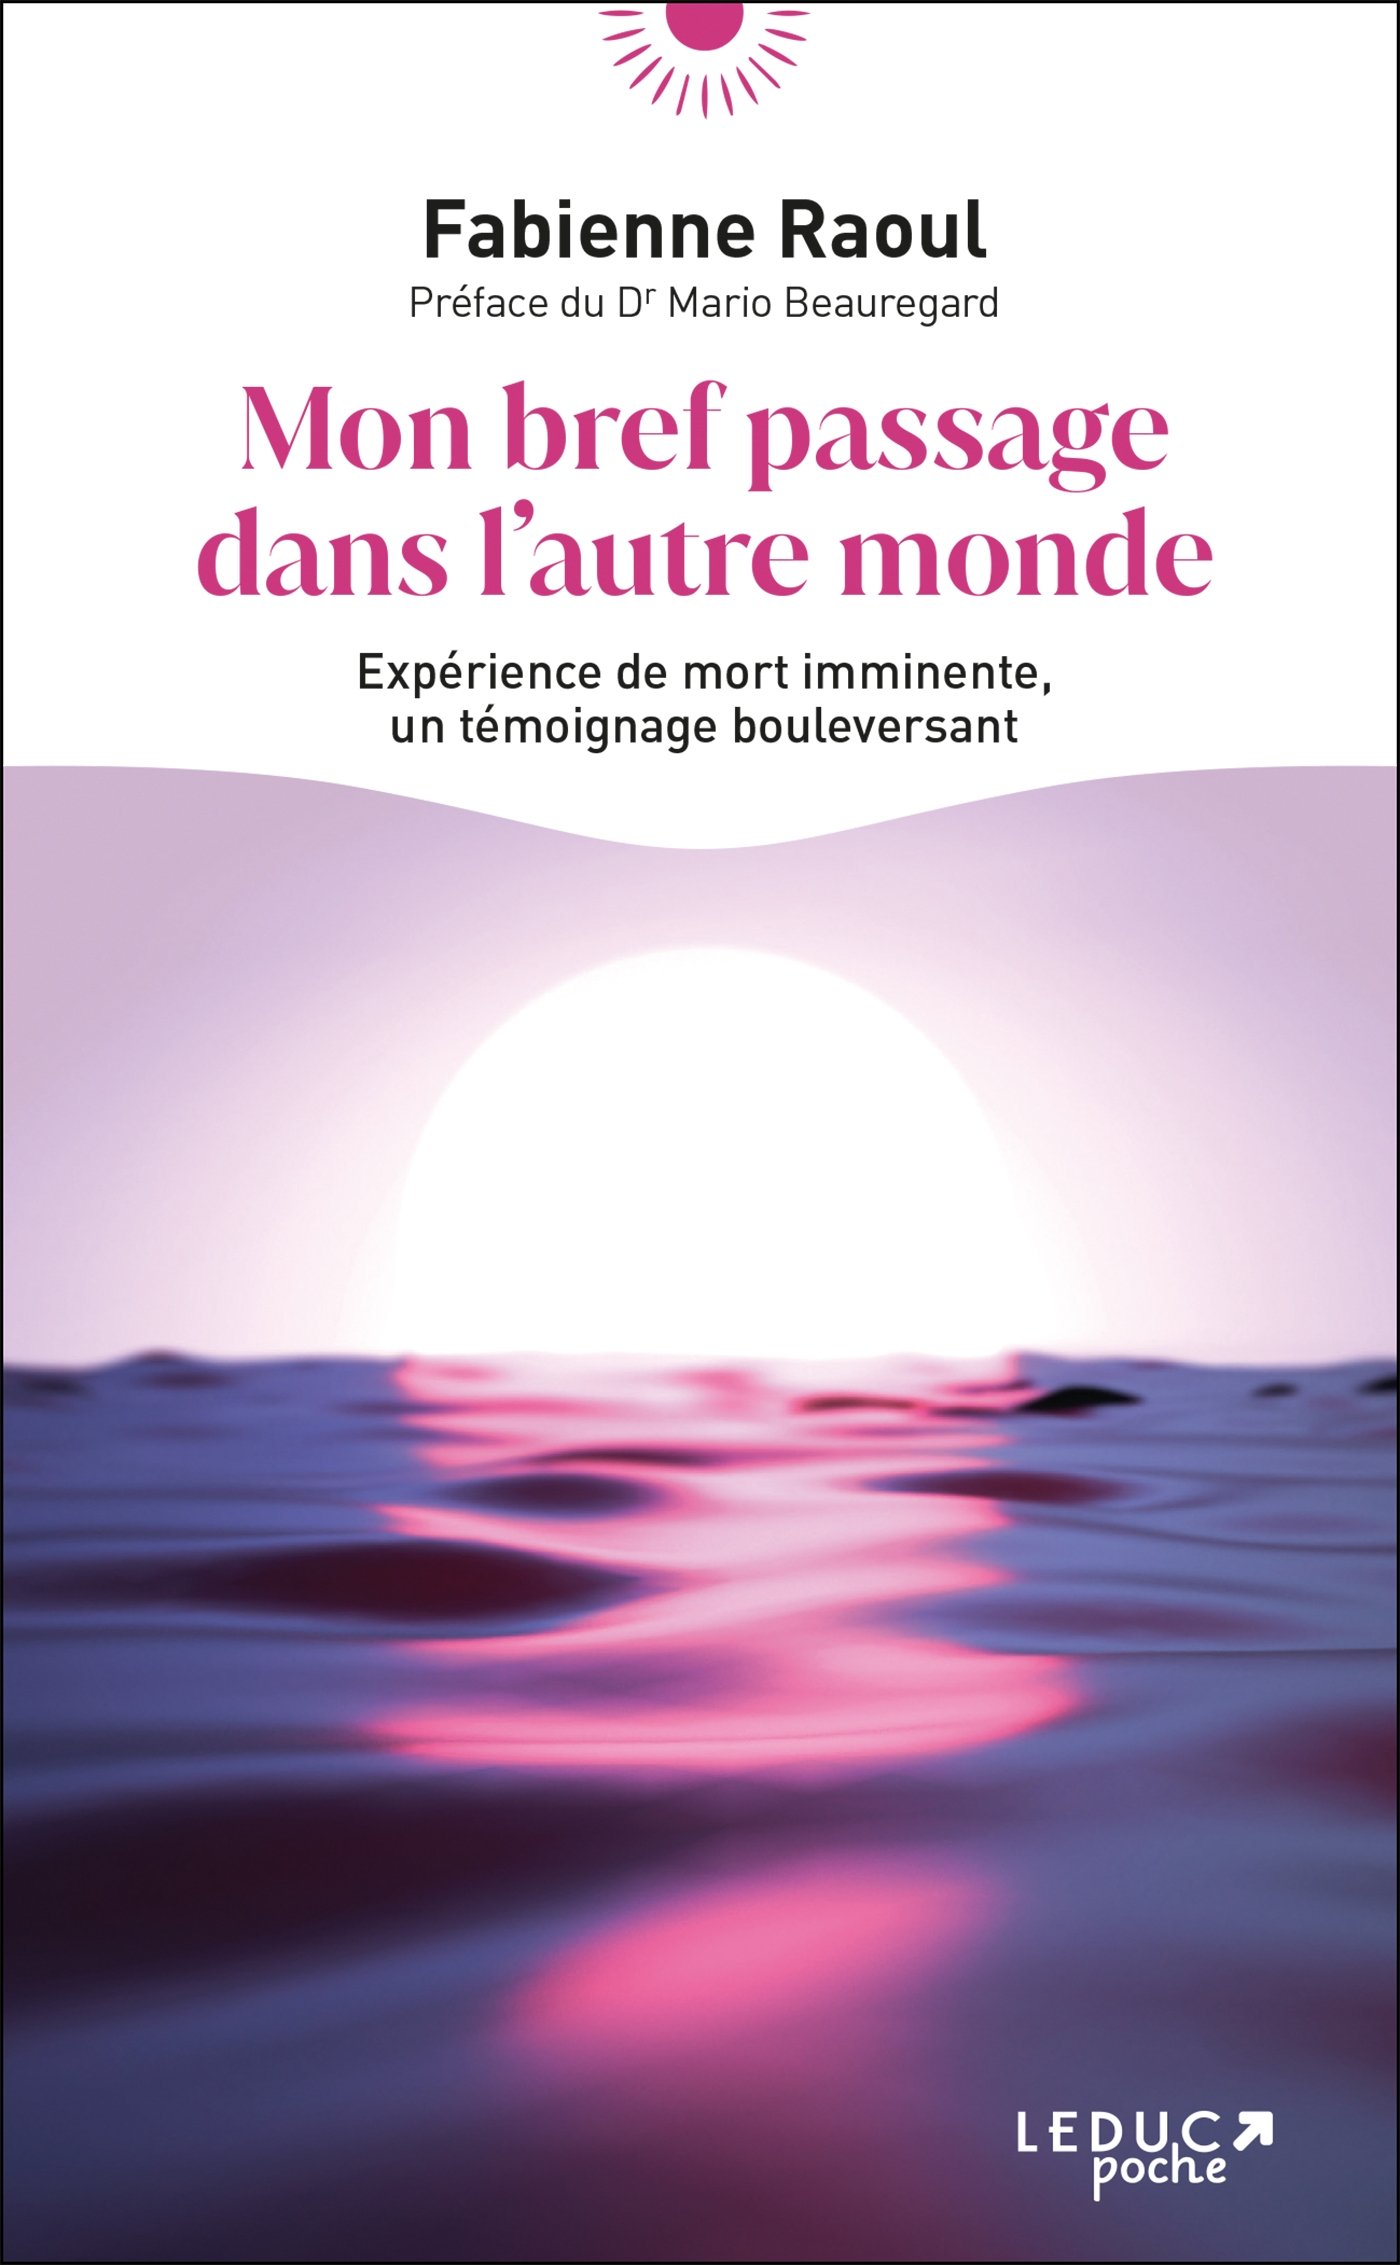 Fabienne Raoul
Préface du Dr Mario Beauregard
Mon bref passage
dans l'autre monde
Expérience de mort imminente,
un témoignage bouleversant
LEDUC
poche